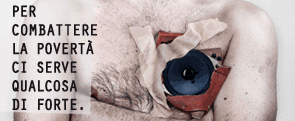 PER
COMBATTERE
LA POVERTÀ
CI SERVE
QUALCOSA
DI FORTE.